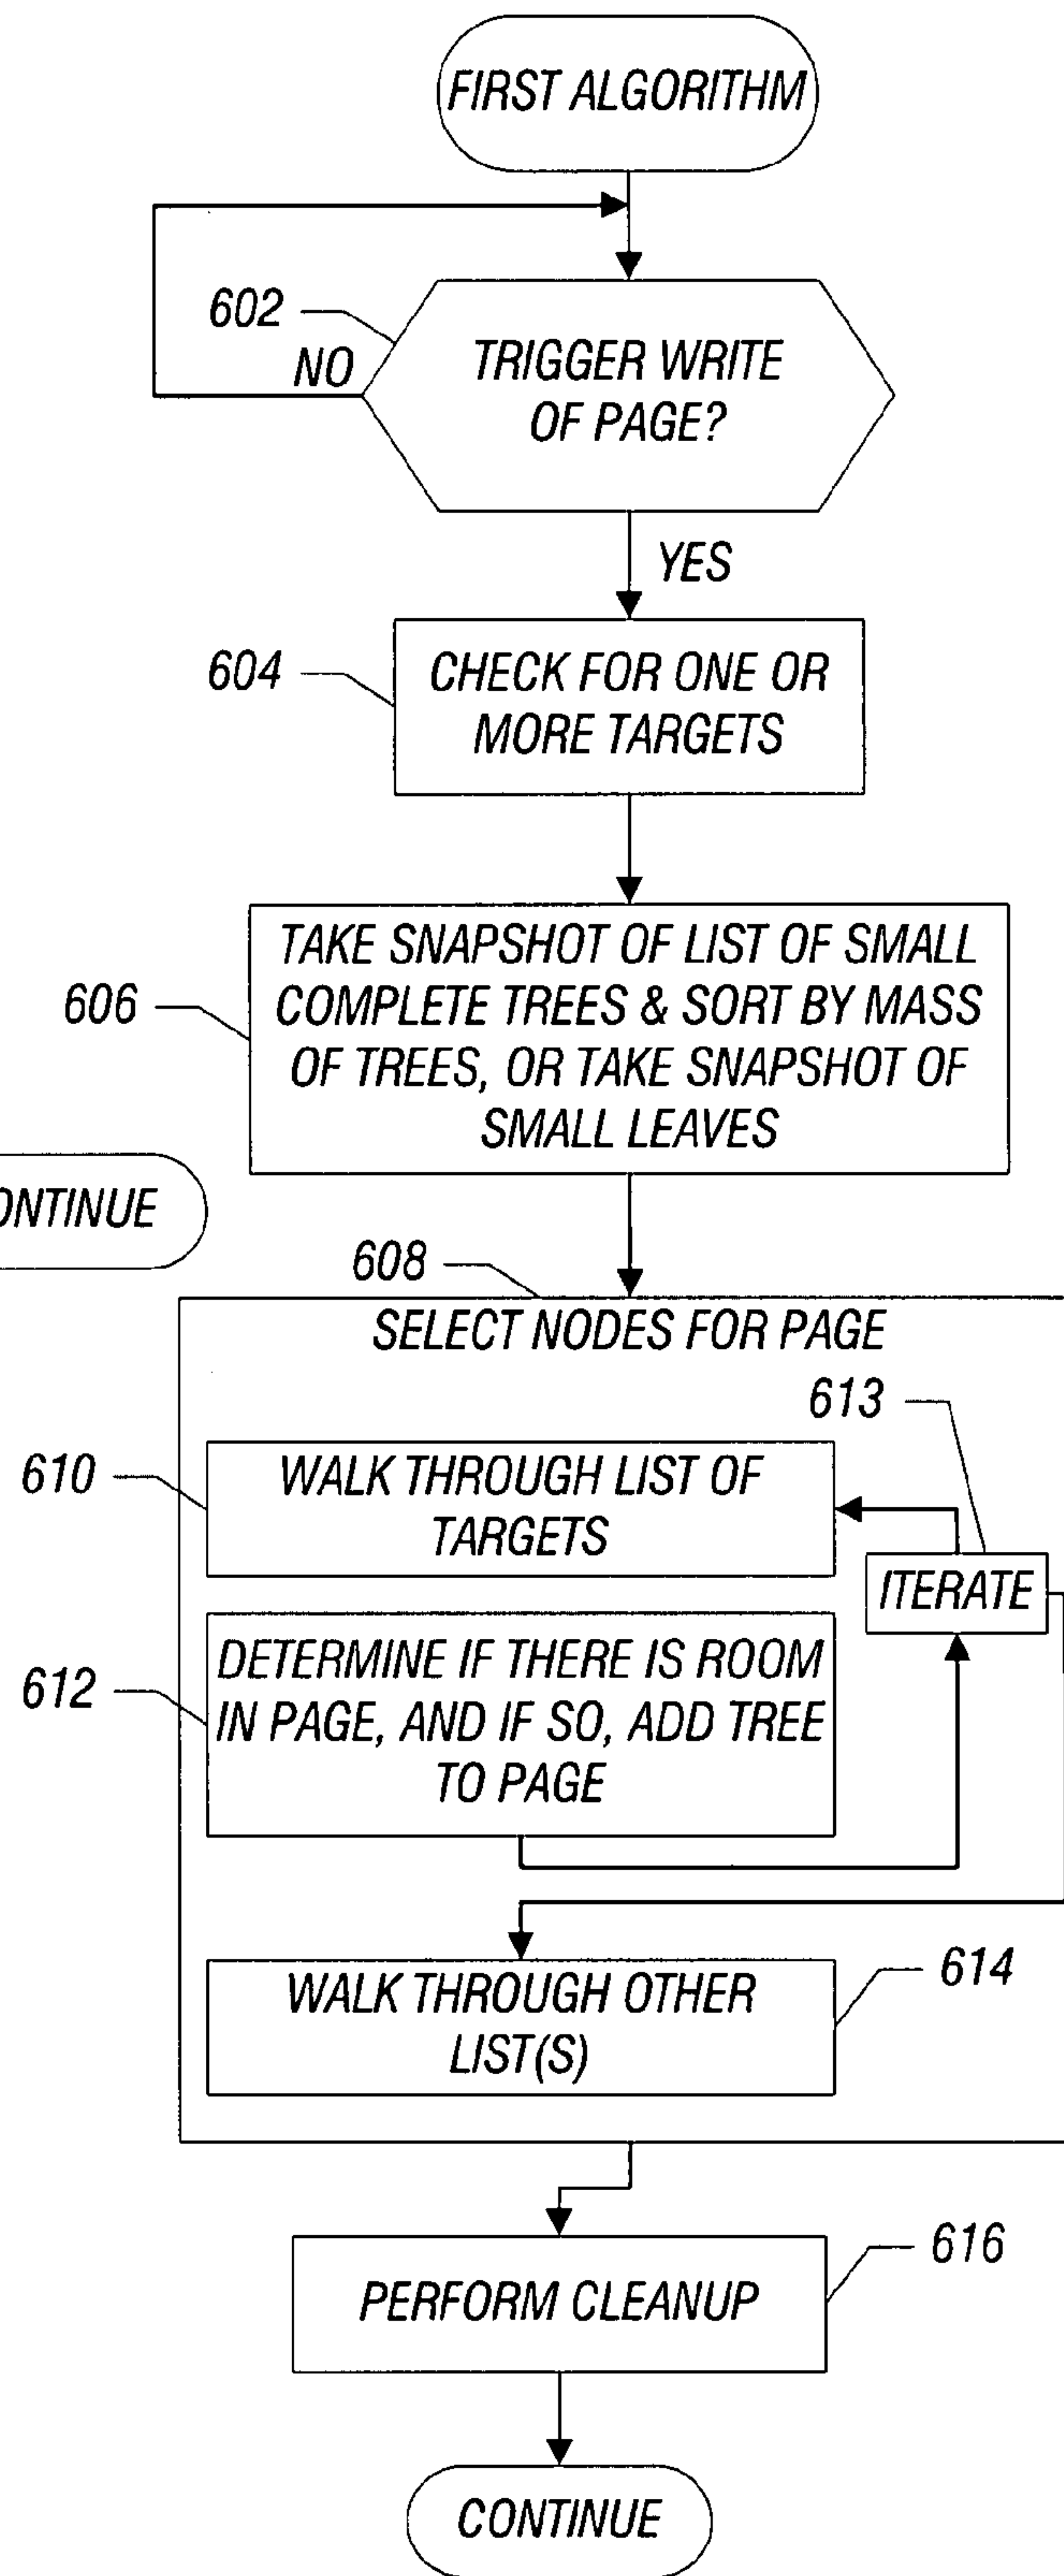 FIRST ALGORITHM
602
NO
TRIGGER WRITE
OF PAGE?
YES
604
CHECK FOR ONE OR
MORE TARGETS
606
TAKE SNAPSHOT OF LIST OF SMALL
COMPLETE TREES & SORT BY MASS
OF TREES, OR TAKE SNAPSHOT OF
SMALL LEAVES
ONTINUE
608
SELECT NODES FOR PAGE
613
610
WALK THROUGH LIST OF
TARGETS
ITERATE
612
DETERMINE IF THERE IS ROOM
IN PAGE, AND IF SO, ADD TREE
TO PAGE
614
WALK THROUGH OTHER
LIST(S)
616
PERFORM CLEANUP
CONTINUE